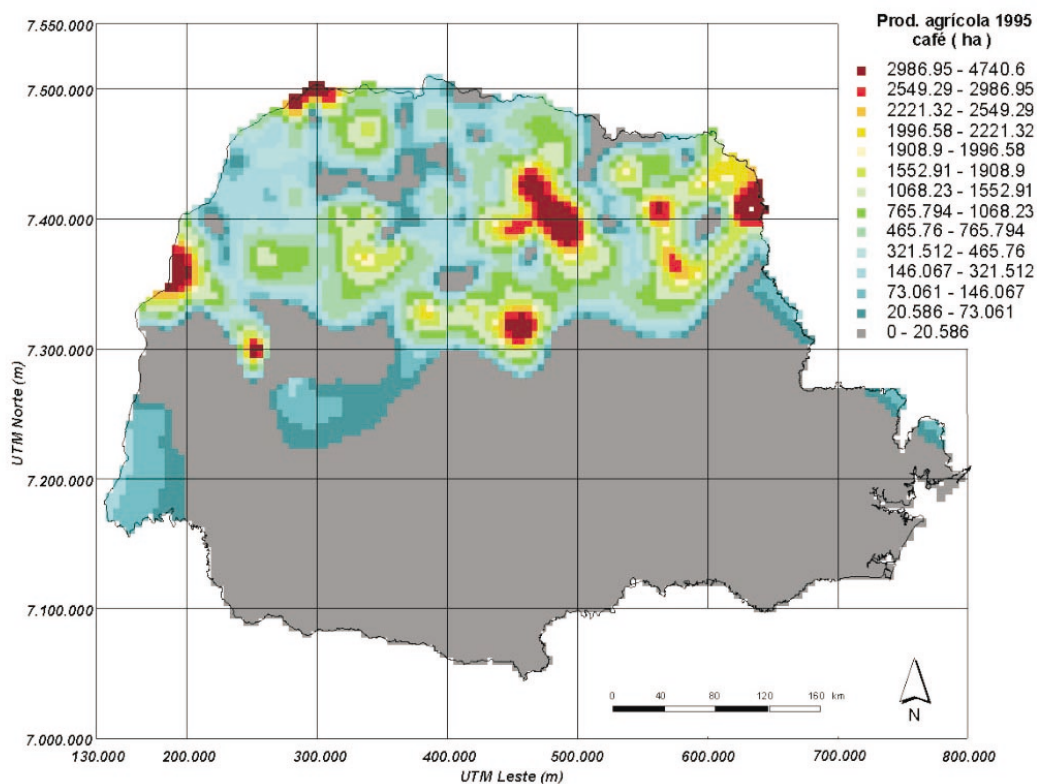 Prod. agrícola 1995
café ( ha )
2986.95 - 4740.6
2549.29 - 2986.95
2221.32 - 2549.29
1996.58 - 2221.32
1908.9 - 1996.58
1552.91 - 1908.9
1068.23 - 1552.91
765.794 - 1068.23
465.76 - 765.794
321.512 - 465.76
146.067 - 321.512
73.061 - 146.067
20.586 - 73.061
0 - 20.586
7.550.000
7.500.000
7.400.000
7.300.000
7.200.000
7.100.000
7.000.000
UTM Norte (m)
0 40 80 120 160 km
N
130.000 200.000 300.000 400.000 500.000 600.000 700.000 800.000
UTM Leste (m)